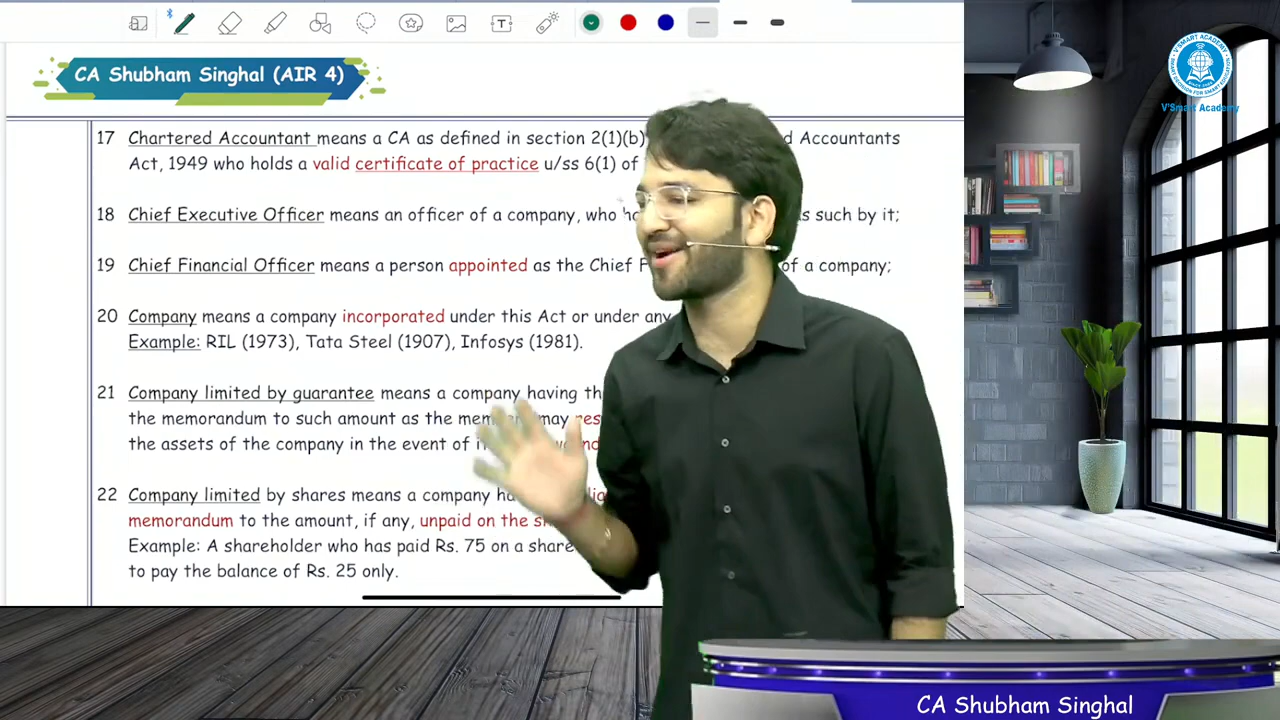 CA Shubham Singhal (AIR 4)
V'SMART ACADEMY
V'Smart Academy
17 Chartered Accountant means a CA as defined in section 2(1)(b) Accountants
Act, 1949 who holds a valid certificate of practice u/ss 6(1) of
18 Chief Executive Officer means an officer of a company, who such by it;
19 Chief Financial Officer means a person appointed as the Chief of a company;
20 Company means a company incorporated under this Act or under any
Example: RIL (1973), Tata Steel (1907), Infosys (1981).
21 Company limited by guarantee means a company having
the memorandum to such amount as the may
the assets of the company in the event of
22 Company limited by shares means a company
memorandum to the amount, if any, unpaid on the
Example: A shareholder who has paid Rs. 75 on a share
to pay the balance of Rs. 25 only.
CA Shubham Singhal